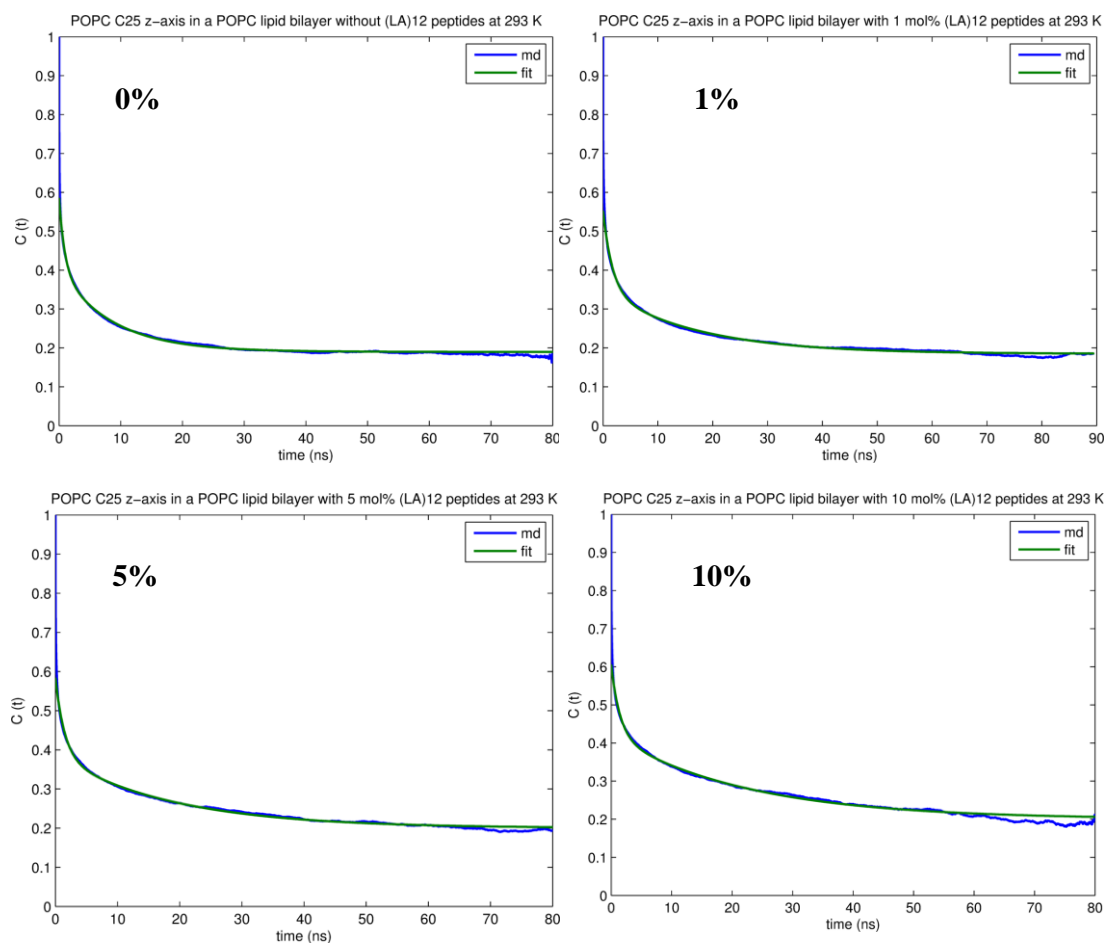 POPC C25 z−axis in a POPC lipid bilayer without (LA)12 peptides at 293 K
1
0.9
0.8
0.7
0.6
0.5
0.4
0.3
0.2
0.1
0
C (t)
md
fit
0%
0 10 20 30 40 50 60 70 80
time (ns)
POPC C25 z−axis in a POPC lipid bilayer with 1 mol% (LA)12 peptides at 293 K
1
0.9
0.8
0.7
0.6
0.5
0.4
0.3
0.2
0.1
0
C (t)
md
fit
1%
0 10 20 30 40 50 60 70 80 90
time (ns)
POPC C25 z−axis in a POPC lipid bilayer with 5 mol% (LA)12 peptides at 293 K
1
0.9
0.8
0.7
0.6
0.5
0.4
0.3
0.2
0.1
0
C (t)
md
fit
5%
0 10 20 30 40 50 60 70 80
time (ns)
POPC C25 z−axis in a POPC lipid bilayer with 10 mol% (LA)12 peptides at 293 K
1
0.9
0.8
0.7
0.6
0.5
0.4
0.3
0.2
0.1
0
C (t)
md
fit
10%
0 10 20 30 40 50 60 70 80
time (ns)